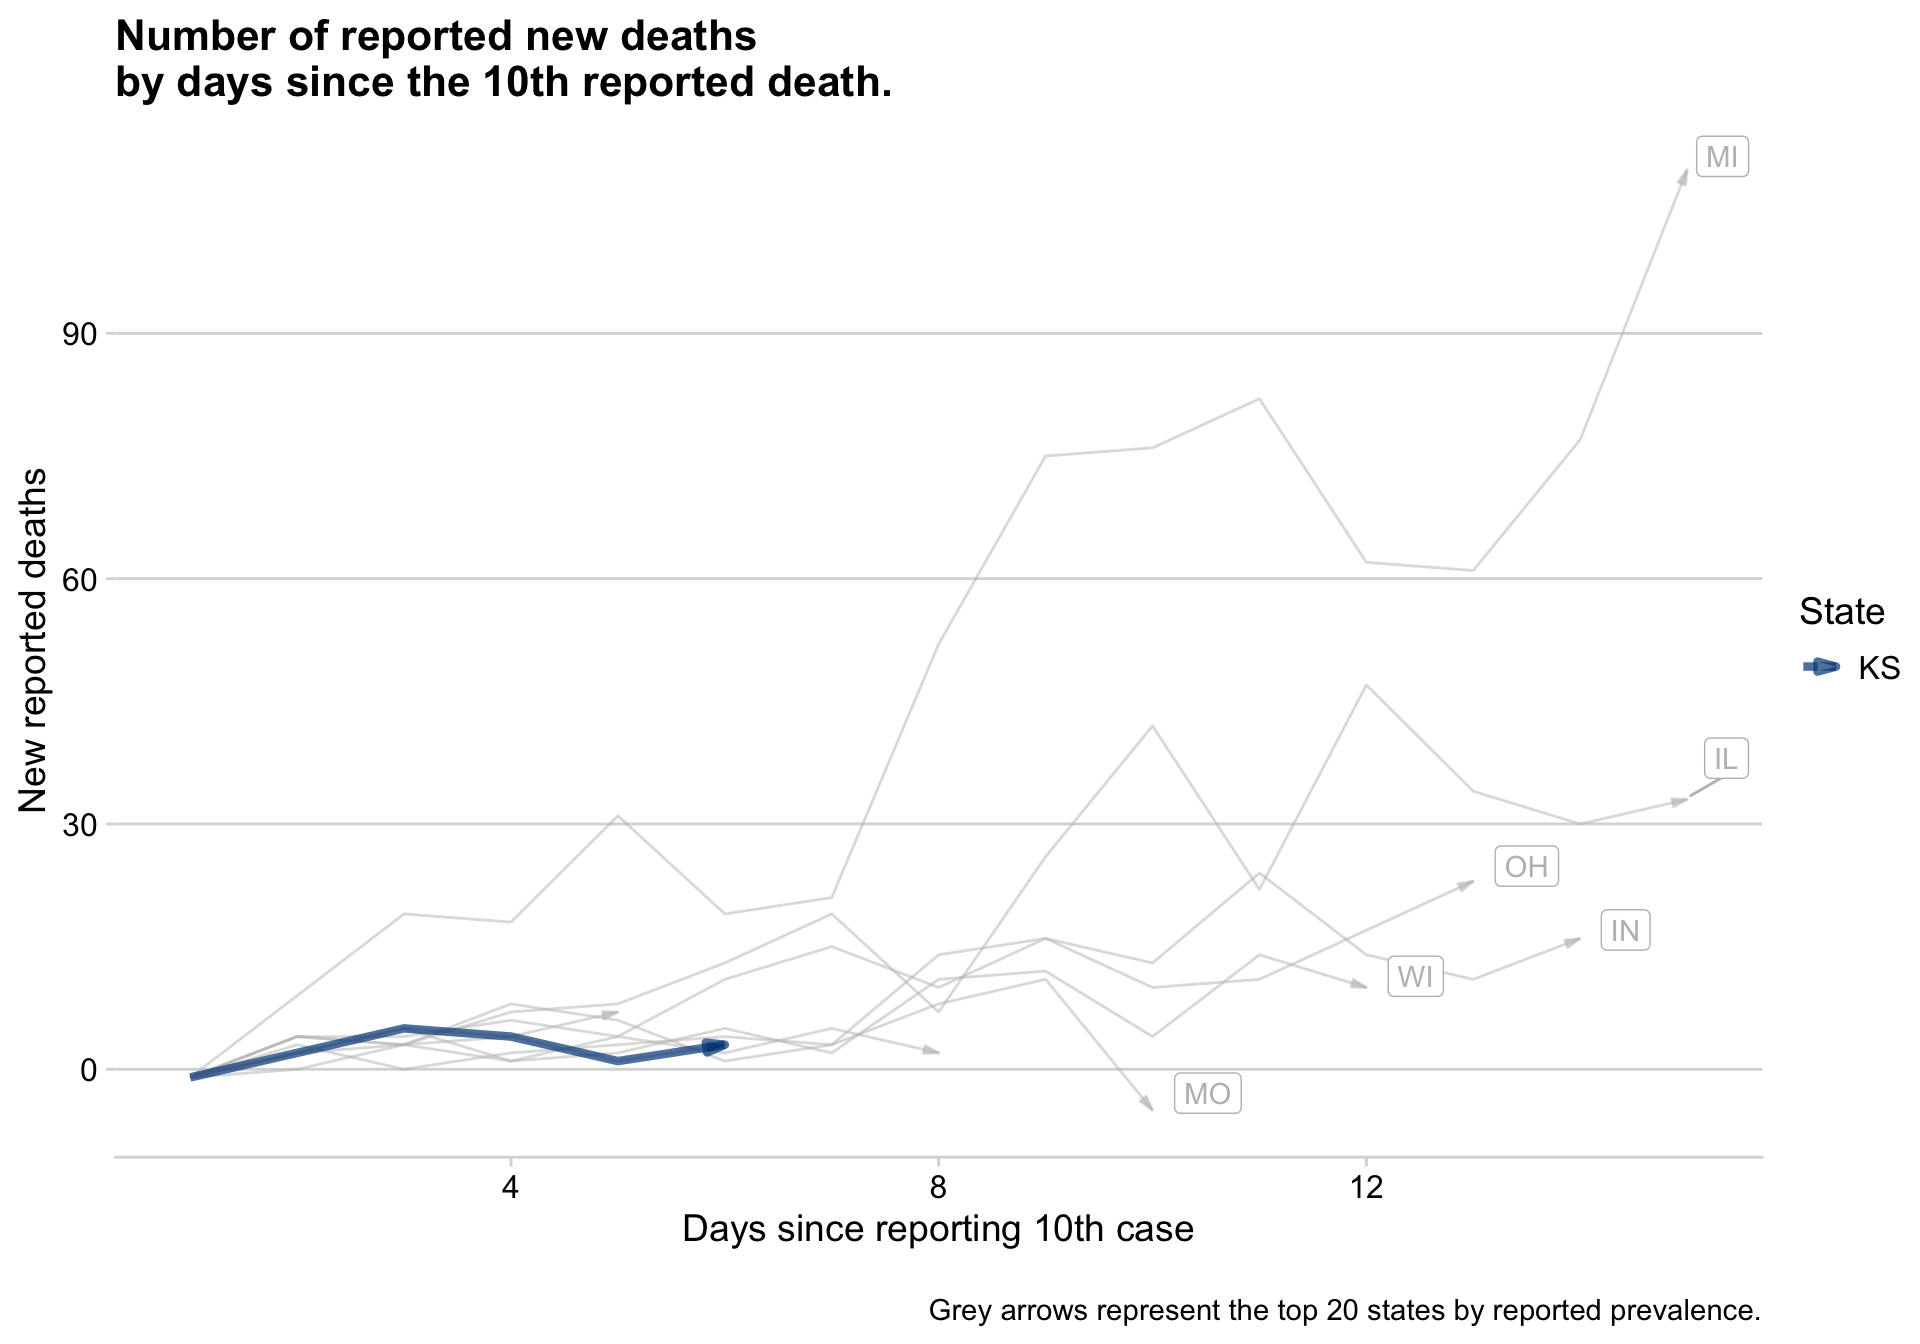 Number of reported new deaths
by days since the 10th reported death.
MI
90
New reported deaths
60
State
KS
IL
30
OH
IN
WI
0
MO
4
8
12
Days since reporting 10th case
Grey arrows represent the top 20 states by reported prevalence.